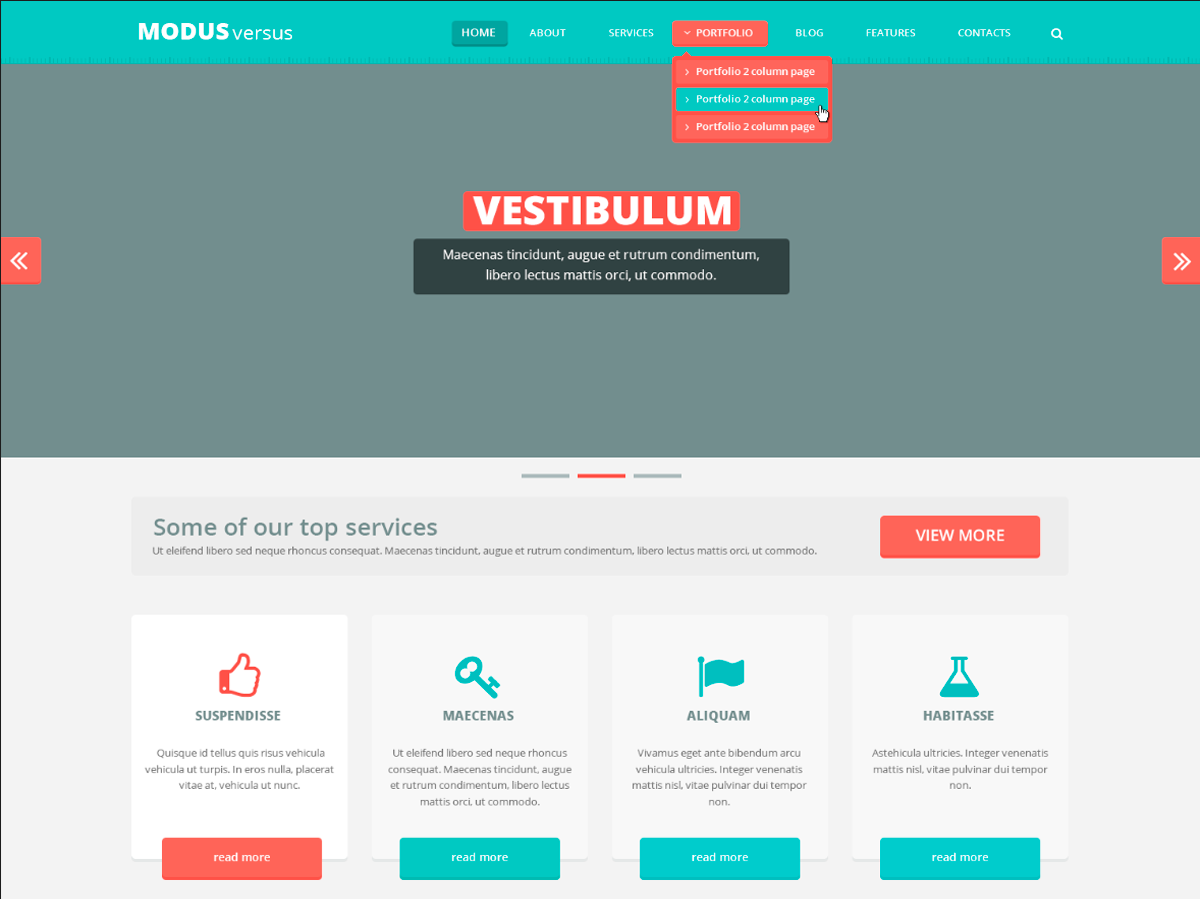 MODUS versus
HOME ABOUT SERVICES PORTFOLIO BLOG FEATURES CONTACTS
Portfolio 2 column page
Portfolio 2 column page
Portfolio 2 column page
VESTIBULUM
Maecenas tincidunt, augue et rutrum condimentum,
libero lectus mattis orci, ut commodo.
Some of our top services
Ut eleifend libero sed neque rhoncus consequat. Maecenas tincidunt, augue et rutrum condimentum, libero lectus mattis orci, ut commodo.
VIEW MORE
SUSPENDISSE
Quisque id tellus quis risus vehicula
vehicula ut turpis. In eros nulla, placerat
vitae at, vehicula ut nunc.
read more
MAECENAS
Ut eleifend libero sed neque rhoncus
consequat. Maecenas tincidunt, augue
et rutrum condimentum, libero lectus
mattis orci, ut commodo.
read more
ALIQUAM
Vivamus eget ante bibendum arcu
vehicula ultricies. Integer venenatis
mattis nisl, vitae pulvinar dui tempor
non.
read more
HABITASSE
Astehicula ultricies. Integer venenatis
mattis nisl, vitae pulvinar dui tempor
non.
read more